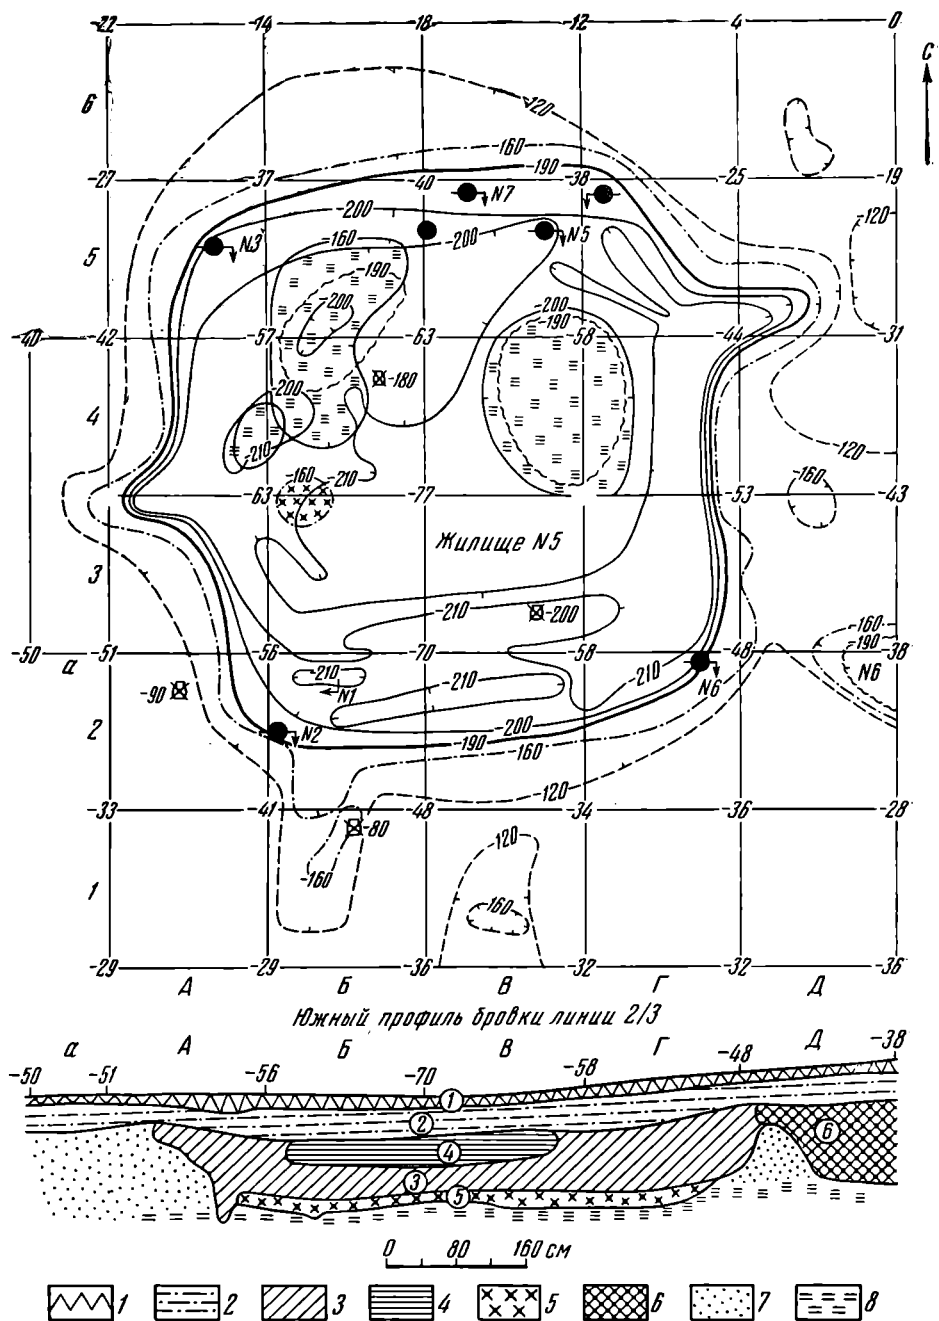 -22 -14 -18 -12 4 0
С
6
-120
-160
-190
-27 -37 -40 -38 -25 -19
N7
-200
-160
-200
-120
N3
N5
5
-190
-200
-200
-190
-40 -42 -57 -63 -58 -44 -31
-180
-200
4
-210
-120
-210
-160
-160
-63 -77 -53 -43
Жилище N5
3
-210
-200
-160
-190
-50 -51 -56 -70 -58 -48 -38
а
-210
-210
-210
N6
N6
-90
N1
2
N2
-200
-190
-160
-120
-33 -41 -48 -34 -36 -28
-80
-120
-160
1
-160
-29 -29 -36 -32 -32 -36
А Б В Г Д
Южный профиль бровки линии 2/3
а А Б В Г Д
-50 -51 -56 -70 -58 -48 -38
1
2
6
4
3
5
0 80 160 см
1 2 3 4 5 6 7 8